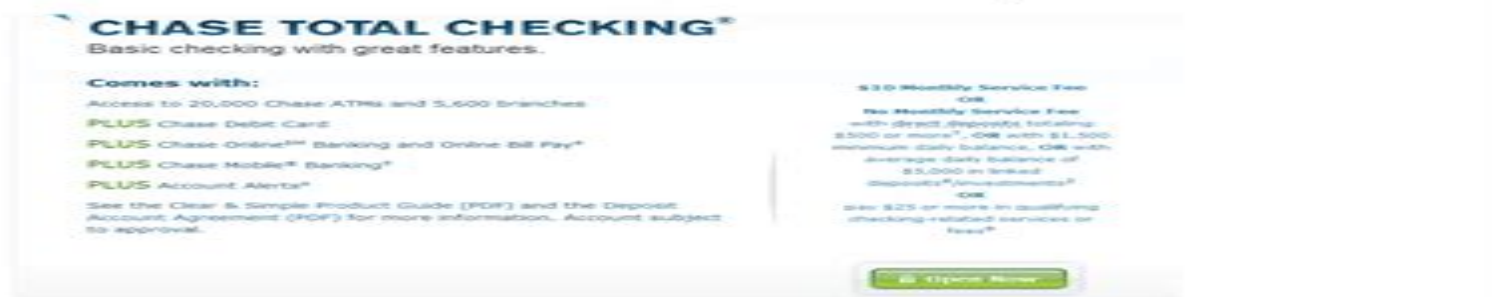 CHASE TOTAL CHECKING®
Basic checking with great features.
Comes with:
Access to 20,000 Chase ATMs and 5,600 branches
PLUS Chase Debit Card
PLUS Chase Online℠ Banking and Online Bill Pay*
PLUS Chase Mobile® Banking*
PLUS Account Alerts*
See the Clear & Simple Product Guide (PDF) and the Deposit
Account Agreement (PDF) for more information. Account subject
to approval.
$10 Monthly Service Fee
OR
No Monthly Service Fee
with direct deposits totaling
$500 or more, OR with $1,500
minimum daily balance, OR with
average daily balance of
$5,000 in linked
deposits/investments
OR
pay $25 or more in qualifying
checking-related services or
fees
Open Now